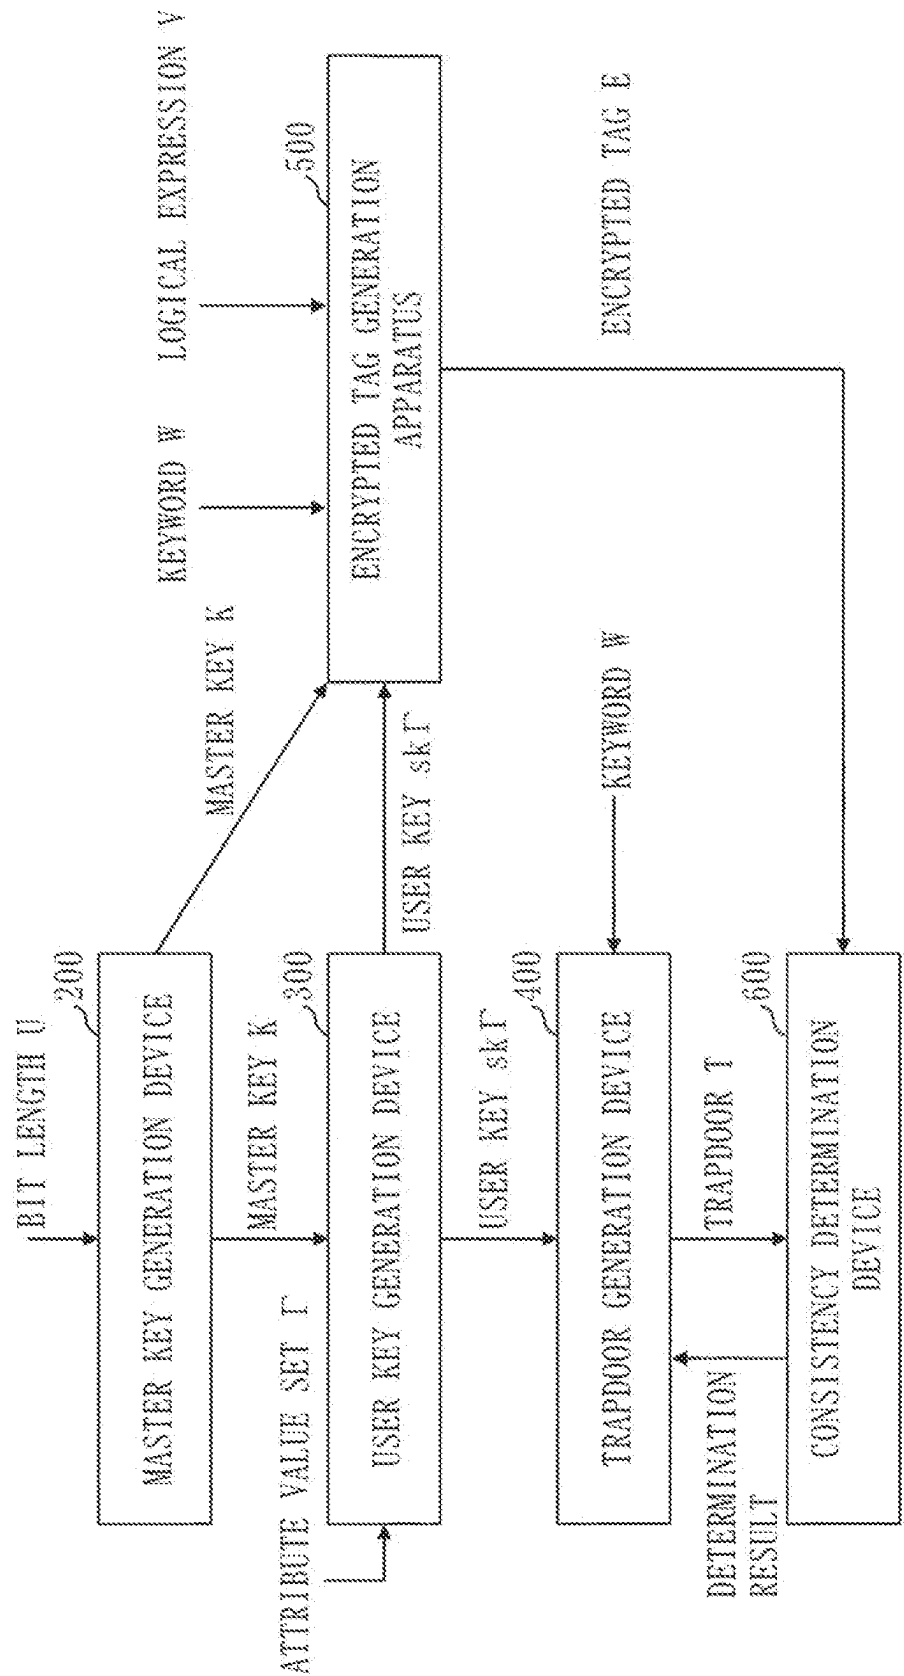 BIT LENGTH U
200
MASTER KEY GENERATION DEVICE
MASTER KEY K
MASTER KEY K
KEYWORD W
LOGICAL EXPRESSION V
ATTRIBUTE VALUE SET Γ
300
USER KEY GENERATION DEVICE
USER KEY skΓ
500
ENCRYPTED TAG GENERATION
APPARATUS
USER KEY skΓ
400
TRAPDOOR GENERATION DEVICE
KEYWORD W
ENCRYPTED TAG E
DETERMINATION
RESULT
TRAPDOOR T
600
CONSISTENCY DETERMINATION
DEVICE